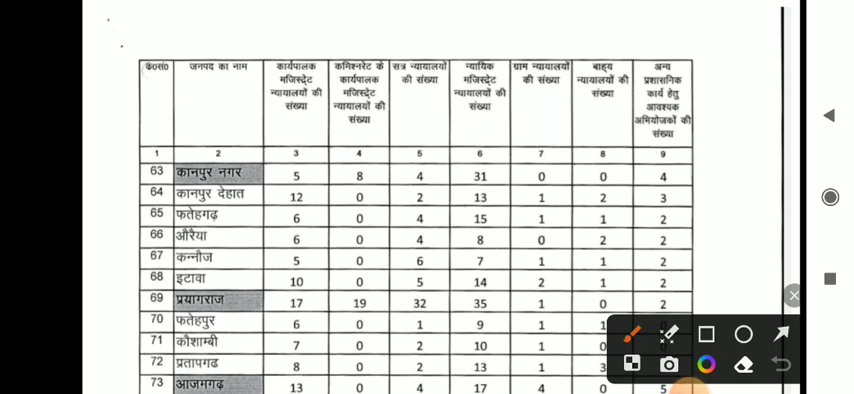 क०सं० जनपद का नाम कार्यपालक मजिस्ट्रेट न्यायालयों की संख्या कमिश्नरेट के कार्यपालक मजिस्ट्रेट न्यायालयों की संख्या सत्र न्यायालयों की संख्या न्यायिक मजिस्ट्रेट न्यायालयों की संख्या ग्राम न्यायालयों की संख्या बाह्य न्यायालयों की संख्या अन्य प्रशासनिक कार्य हेतु आवश्यक अभियोजकों की संख्या
1 2 3 4 5 6 7 8 9
63 कानपुर नगर 5 8 4 31 0 0 4
64 कानपुर देहात 12 0 2 13 1 2 3
65 फतेहगढ़ 6 0 4 15 1 1 2
66 औरैया 6 0 4 8 0 2 2
67 कन्नौज 5 0 6 7 1 1 2
68 इटावा 10 0 5 14 2 1 2
69 प्रयागराज 17 19 32 35 1 0 2
70 फतेहपुर 6 0 1 9 1 1
71 कौशाम्बी 7 0 2 10 1 0
72 प्रतापगढ 8 0 2 13 1 3
73 आजमगढ़ 13 0 4 17 4 0 5